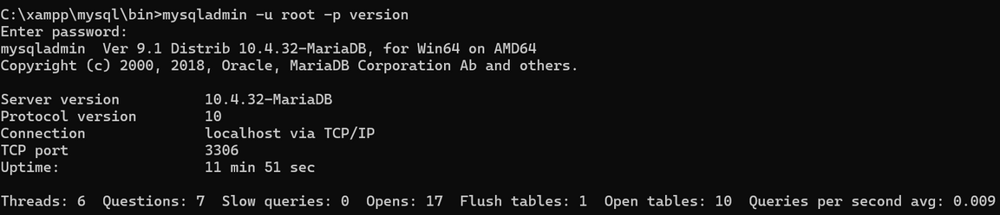 C:\xampp\mysql\bin>mysqladmin -u root -p version
Enter password:
mysqladmin  Ver 9.1 Distrib 10.4.32-MariaDB, for Win64 on AMD64
Copyright (c) 2000, 2018, Oracle, MariaDB Corporation Ab and others.

Server version          10.4.32-MariaDB
Protocol version        10
Connection              localhost via TCP/IP
TCP port                3306
Uptime:                 11 min 51 sec

Threads: 6  Questions: 7  Slow queries: 0  Opens: 17  Flush tables: 1  Open tables: 10  Queries per second avg: 0.009